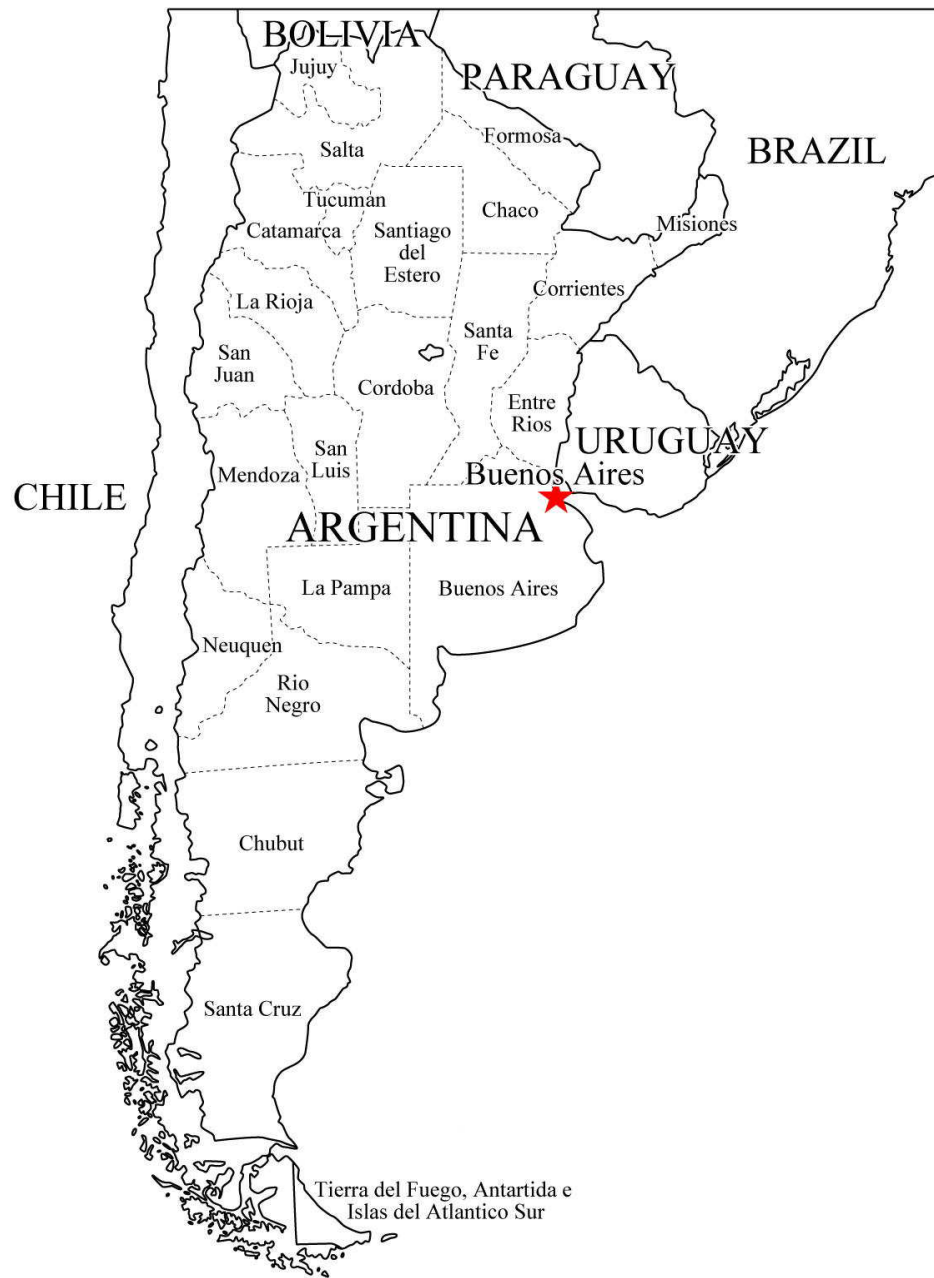 BOLIVIA
Jujuy
PARAGUAY
Formosa
BRAZIL
Salta
Tucuman
Chaco
Misiones
Catamarca
Santiago
del
Estero
Corrientes
La Rioja
Santa
Fe
San
Juan
Cordoba
Entre
Rios
URUGUAY
San
Luis
Mendoza
Buenos Aires
CHILE
ARGENTINA
La Pampa
Buenos Aires
Neuquen
Rio
Negro
Chubut
Santa Cruz
Tierra del Fuego, Antartida e
Islas del Atlantico Sur